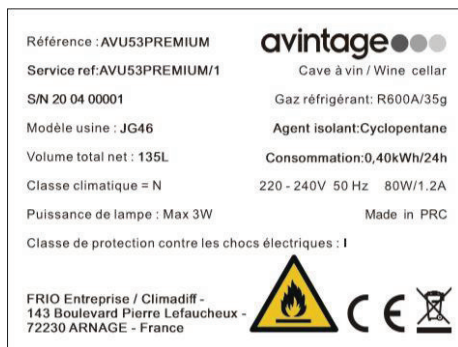 Référence : AVU53PREMIUM
avintage
Service ref:AVU53PREMIUM/1
Cave à vin / Wine cellar
S/N 20 04 00001
Gaz réfrigérant: R600A/35g
Modèle usine : JG46
Agent isolant:Cyclopentane
Volume total net : 135L
Consommation:0,40kWh/24h
Classe climatique = N
220 - 240V 50 Hz 80W/1.2A
Puissance de lampe : Max 3W
Made in PRC
Classe de protection contre les chocs électriques : I
FRIO Entreprise / Climadiff -
143 Boulevard Pierre Lefaucheux -
72230 ARNAGE - France
CE